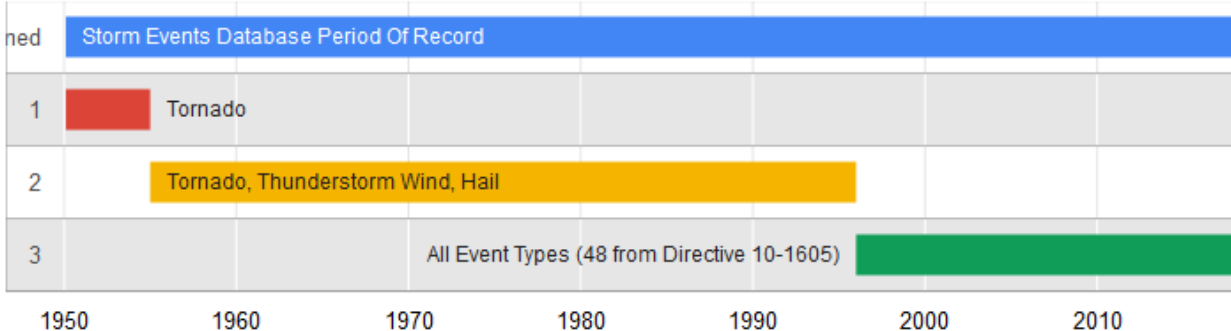 ned Storm Events Database Period Of Record
1 Tornado
2 Tornado, Thunderstorm Wind, Hail
3 All Event Types (48 from Directive 10-1605)
1950 1960 1970 1980 1990 2000 2010